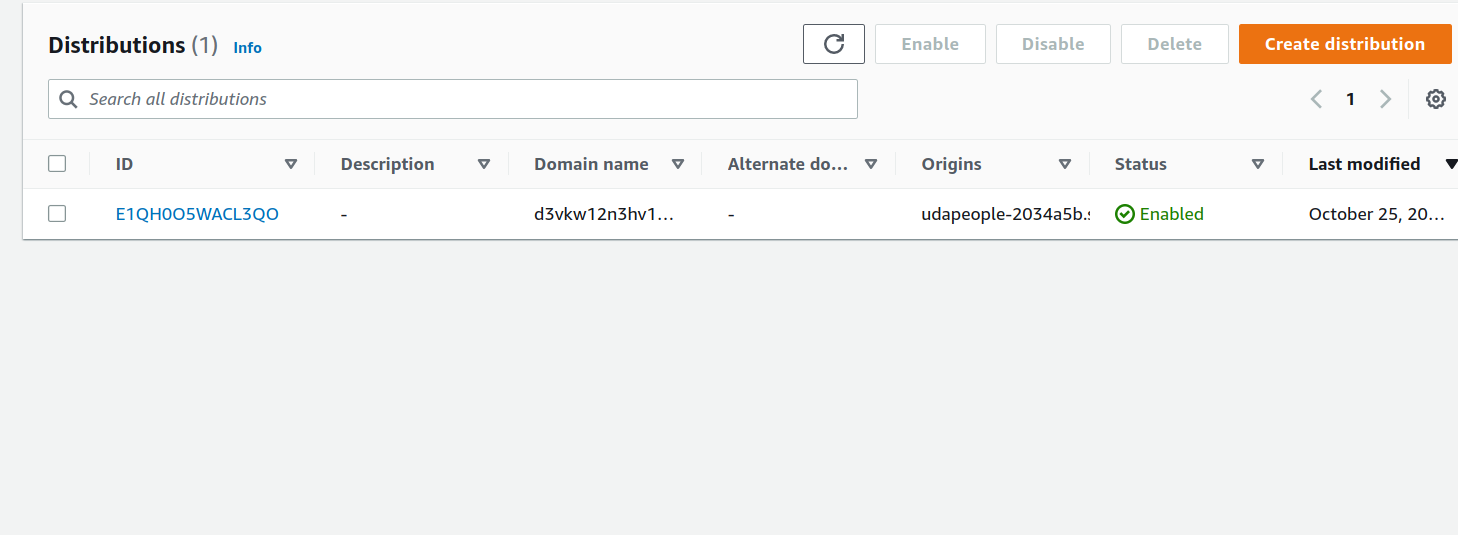 Distributions (1) Info
Enable
Disable
Delete
Create distribution
Search all distributions
1
ID
Description
Domain name
Alternate do...
Origins
Status
Last modified
E1QH0O5WACL3QO
-
d3vkw12n3hv1...
-
udapeople-2034a5b.s
Enabled
October 25, 20...